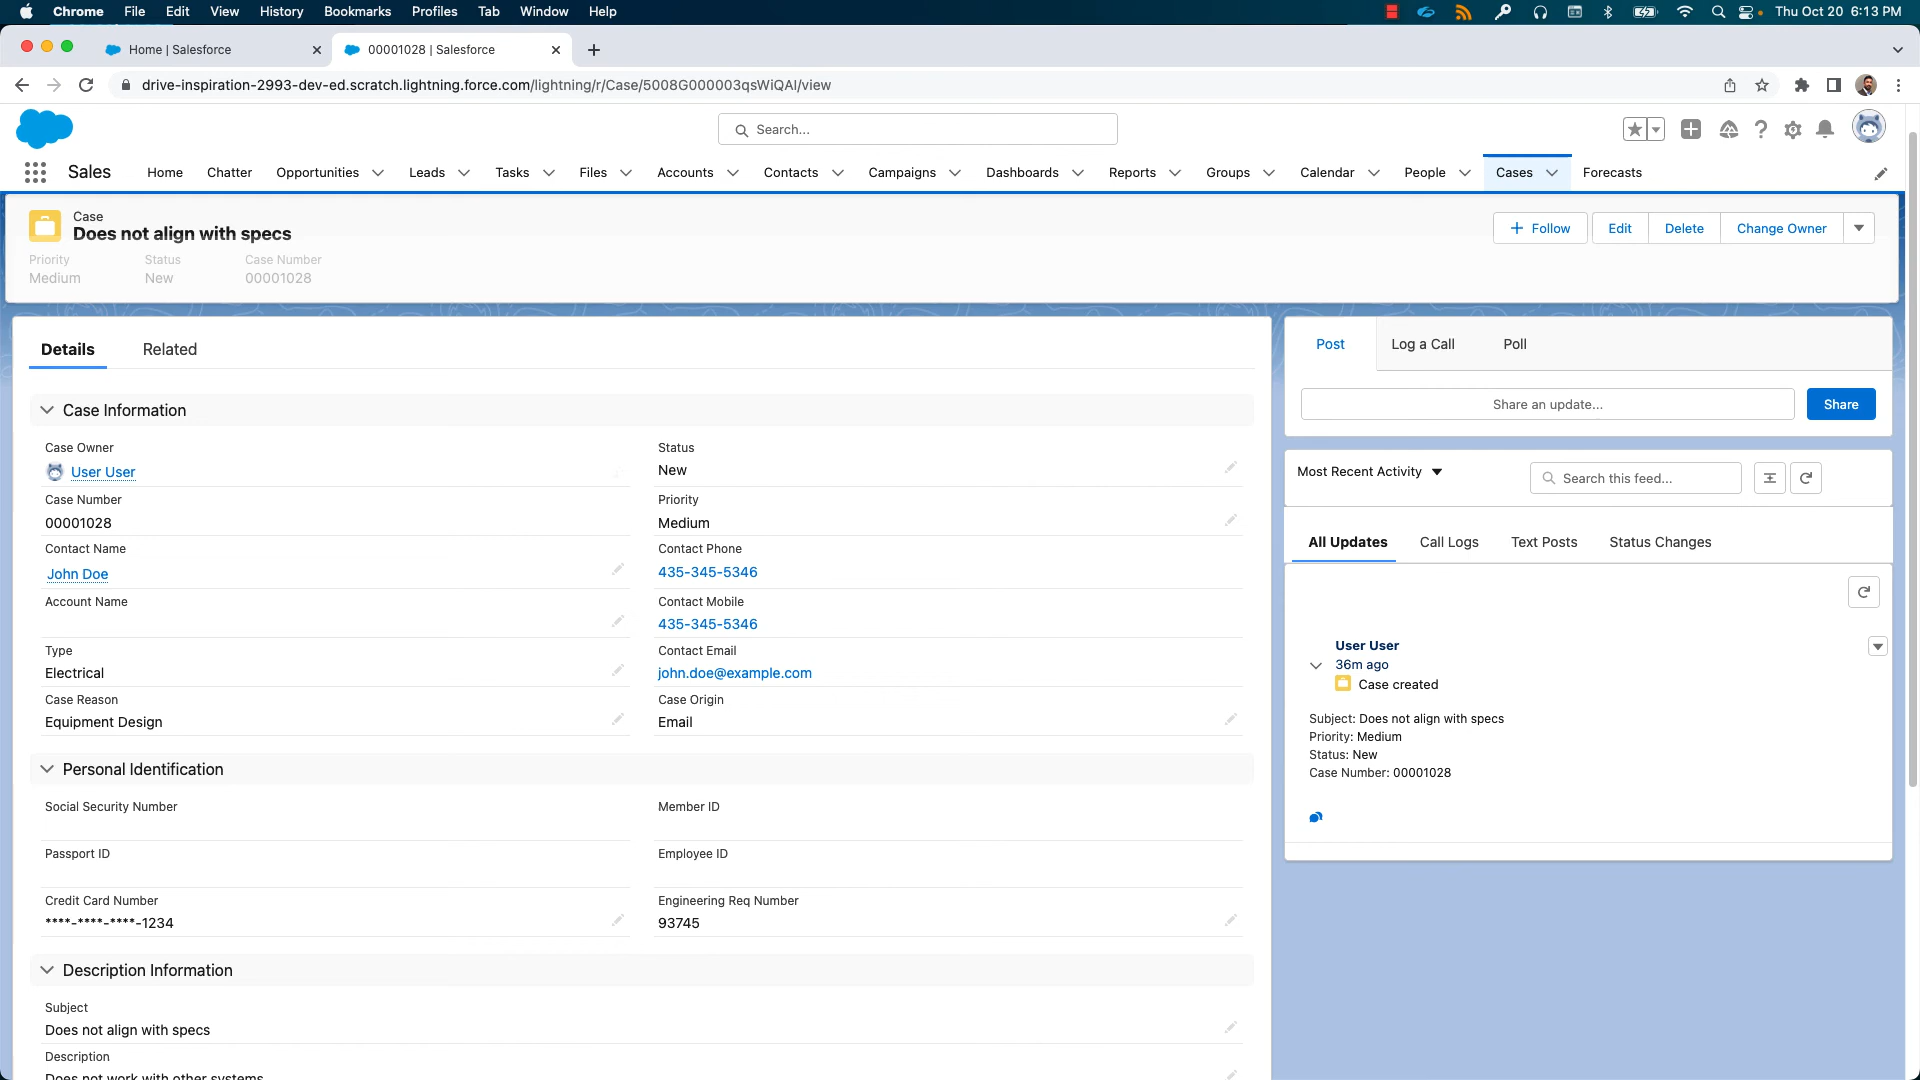 Chrome File Edit View History Bookmarks Profiles Tab Window Help Thu Oct 20 6:13 PM
Home | Salesforce 00001028 | Salesforce
drive-inspiration-2993-dev-ed.scratch.lightning.force.com/lightning/r/Case/5008G000003qsWiQAI/view
Search...
Sales Home Chatter Opportunities Leads Tasks Files Accounts Contacts Campaigns Dashboards Reports Groups Calendar People Cases Forecasts
Case
Does not align with specs
Follow Edit Delete Change Owner
Priority Status Case Number
Medium New 00001028
Details Related
Case Information
Case Owner
User User
Status
New
Case Number
00001028
Priority
Medium
Contact Name
John Doe
Contact Phone
435-345-5346
Account Name
Contact Mobile
435-345-5346
Type
Electrical
Contact Email
john.doe@example.com
Case Reason
Equipment Design
Case Origin
Email
Personal Identification
Social Security Number
Member ID
Passport ID
Employee ID
Credit Card Number
****-****-****-1234
Engineering Req Number
93745
Description Information
Subject
Does not align with specs
Description
Does not work with other systems
Post Log a Call Poll
Share an update... Share
Most Recent Activity Search this feed...
All Updates Call Logs Text Posts Status Changes
User User
36m ago
Case created
Subject: Does not align with specs
Priority: Medium
Status: New
Case Number: 00001028